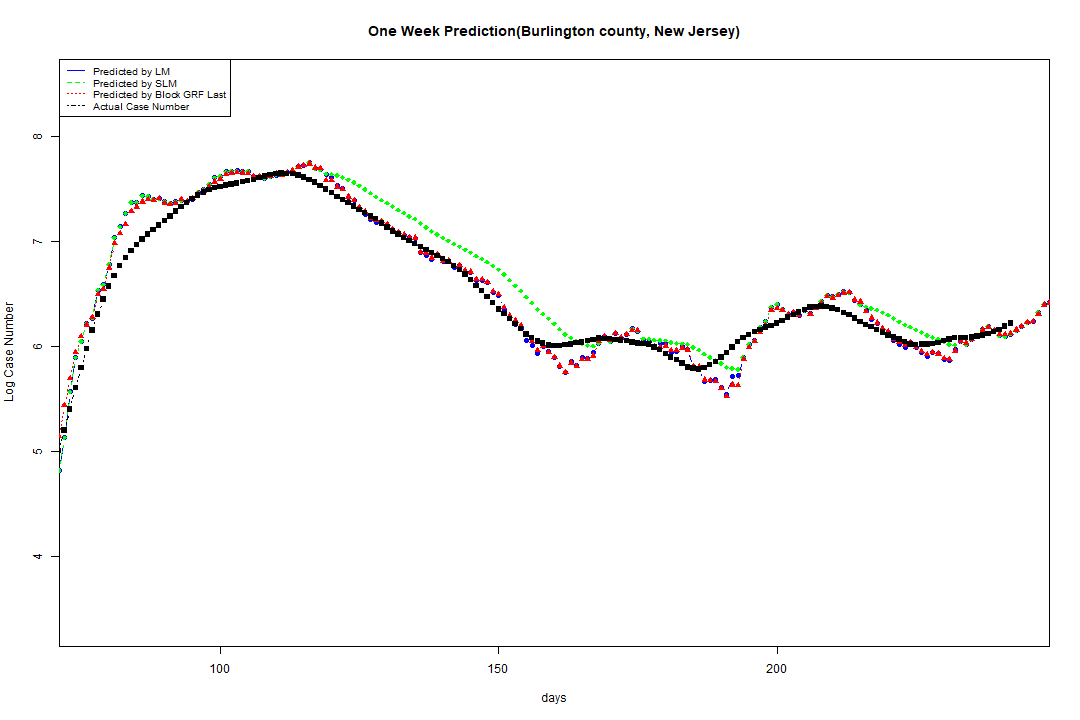 One Week Prediction(Burlington county, New Jersey)
Predicted by LM
Predicted by SLM
Predicted by Block GRF Last
Actual Case Number
Log Case Number
8
7
6
5
4
100
150
200
days